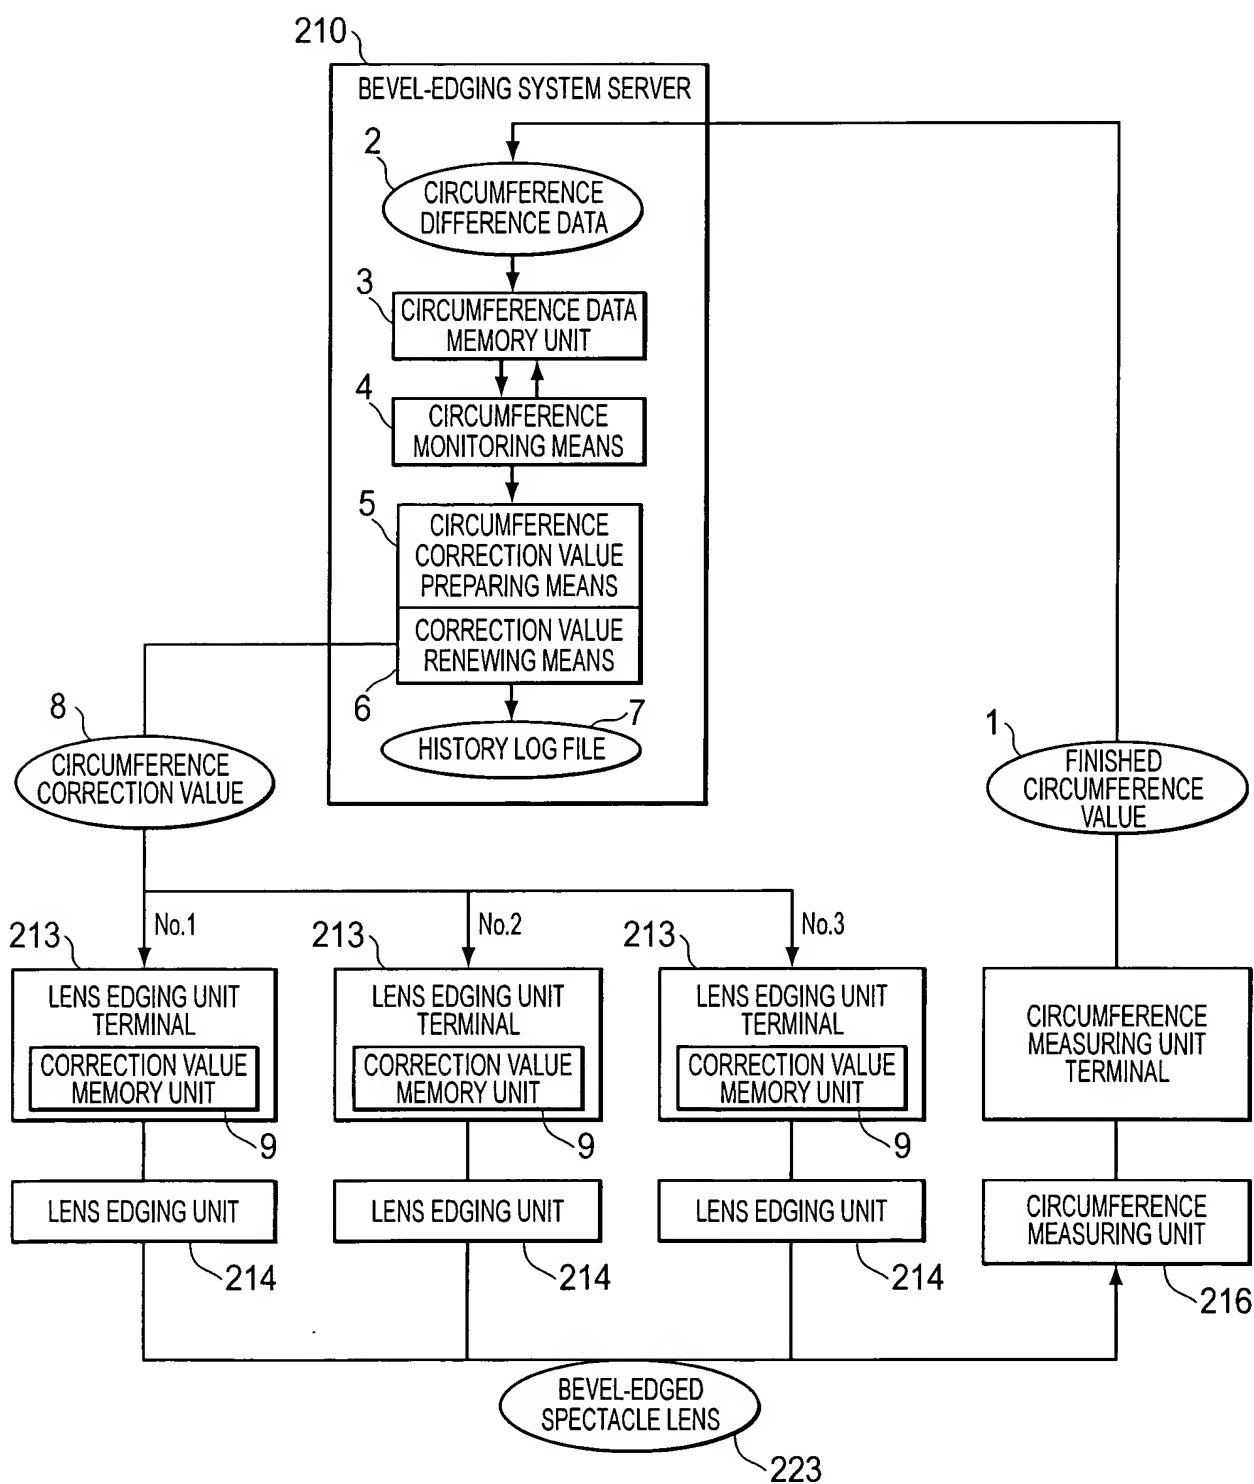 210
BEVEL-EDGING SYSTEM SERVER
2
CIRCUMFERENCE
DIFFERENCE DATA
3
CIRCUMFERENCE DATA
MEMORY UNIT
4
CIRCUMFERENCE
MONITORING MEANS
5
CIRCUMFERENCE
CORRECTION VALUE
PREPARING MEANS
CORRECTION VALUE
RENEWING MEANS
6
7
HISTORY LOG FILE
8
CIRCUMFERENCE
CORRECTION VALUE
1
FINISHED
CIRCUMFERENCE
VALUE
213
No.1
LENS EDGING UNIT
TERMINAL
CORRECTION VALUE
MEMORY UNIT
9
LENS EDGING UNIT
214
213
No.2
LENS EDGING UNIT
TERMINAL
CORRECTION VALUE
MEMORY UNIT
9
LENS EDGING UNIT
214
213
No.3
LENS EDGING UNIT
TERMINAL
CORRECTION VALUE
MEMORY UNIT
9
LENS EDGING UNIT
214
CIRCUMFERENCE
MEASURING UNIT
TERMINAL
CIRCUMFERENCE
MEASURING UNIT
216
BEVEL-EDGED
SPECTACLE LENS
223